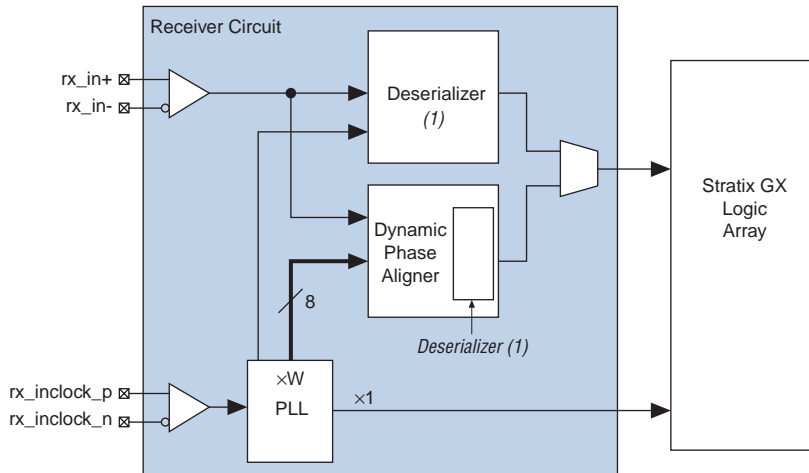 Receiver Circuit
rx_in+
rx_in-
Deserializer
(1)
Stratix GX
Logic
Array
Dynamic
Phase
Aligner
8
Deserializer (1)
rx_inclock_p
rx_inclock_n
×W
PLL
×1